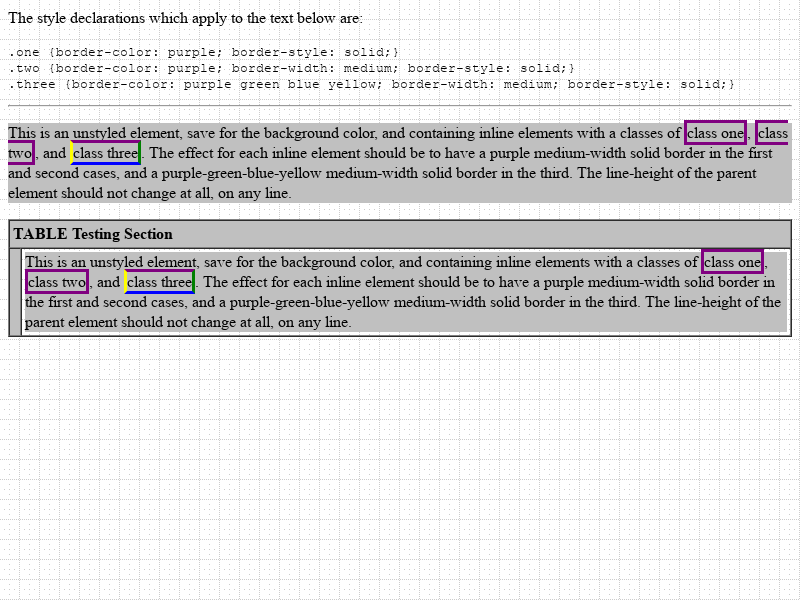 The style declarations which apply to the text below are:
.one {border-color: purple; border-style: solid;}
.two {border-color: purple; border-width: medium; border-style: solid;}
.three {border-color: purple green blue yellow; border-width: medium; border-style: solid;}
This is an unstyled element, save for the background color, and containing inline elements with a classes of class one, class
two, and class three. The effect for each inline element should be to have a purple medium-width solid border in the first
and second cases, and a purple-green-blue-yellow medium-width solid border in the third. The line-height of the parent
element should not change at all, on any line.
TABLE Testing Section
This is an unstyled element, save for the background color, and containing inline elements with a classes of class one,
class two, and class three. The effect for each inline element should be to have a purple medium-width solid border in
the first and second cases, and a purple-green-blue-yellow medium-width solid border in the third. The line-height of the
parent element should not change at all, on any line.